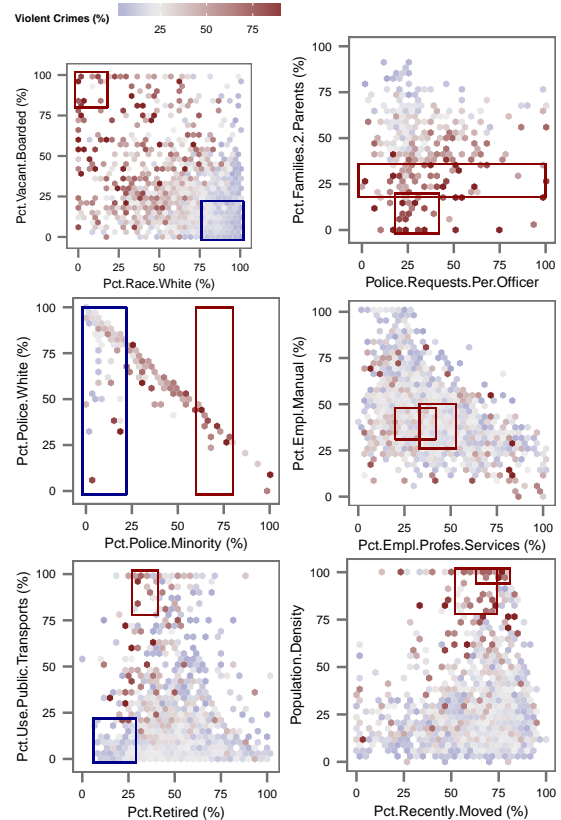 Violent Crimes (%)
25 50 75
Pct.Vacant.Boarded (%)
100
75
50
25
0
0 25 50 75 100
Pct.Race.White (%)
Pct.Families.2.Parents (%)
100
75
50
25
0
0 25 50 75 100
Police.Requests.Per.Officer
Pct.Police.White (%)
100
75
50
25
0
0 25 50 75 100
Pct.Police.Minority (%)
Pct.Empl.Manual (%)
100
75
50
25
0
0 25 50 75 100
Pct.Empl.Profes.Services (%)
Pct.Use.Public.Transports (%)
100
75
50
25
0
0 25 50 75 100
Pct.Retired (%)
Population.Density
100
75
50
25
0
0 25 50 75 100
Pct.Recently.Moved (%)